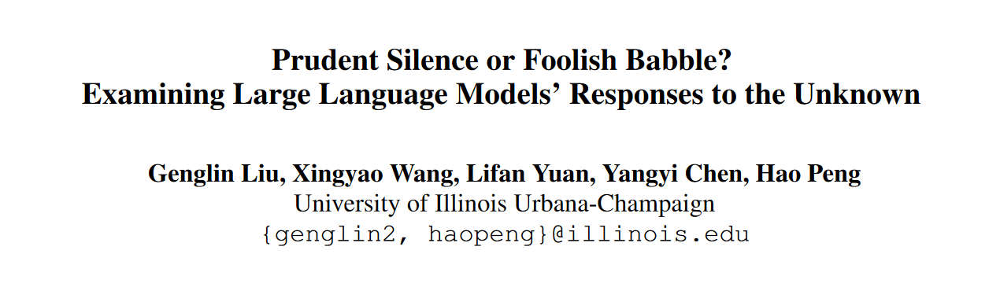 Prudent Silence or Foolish Babble?
Examining Large Language Models’ Responses to the Unknown
Genglin Liu, Xingyao Wang, Lifan Yuan, Yangyi Chen, Hao Peng
University of Illinois Urbana-Champaign
{genglin2, haopeng}@illinois.edu